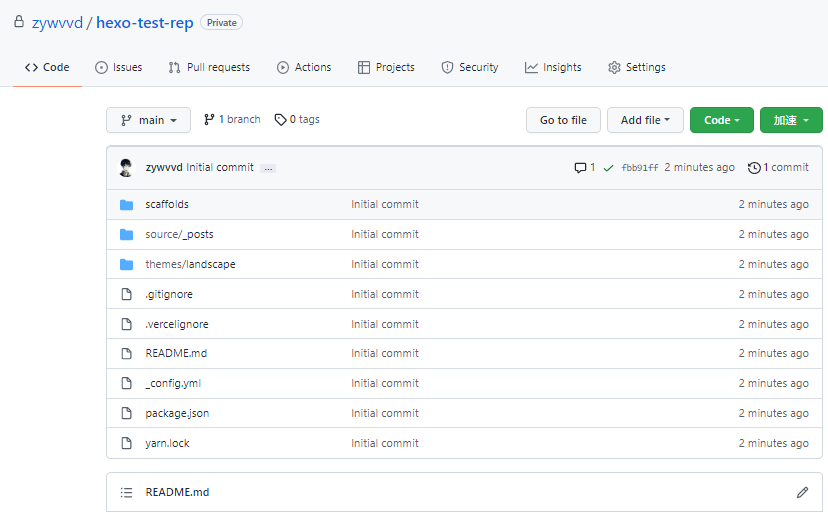 zywvvd / hexo-test-rep Private
Code Issues Pull requests Actions Projects Security Insights Settings
main 1 branch 0 tags Go to file Add file Code 加速
zywvvd Initial commit ... 1 fbb91ff 2 minutes ago 1 commit
scaffolds Initial commit 2 minutes ago
source/_posts Initial commit 2 minutes ago
themes/landscape Initial commit 2 minutes ago
.gitignore Initial commit 2 minutes ago
.vercelignore Initial commit 2 minutes ago
README.md Initial commit 2 minutes ago
_config.yml Initial commit 2 minutes ago
package.json Initial commit 2 minutes ago
yarn.lock Initial commit 2 minutes ago
README.md